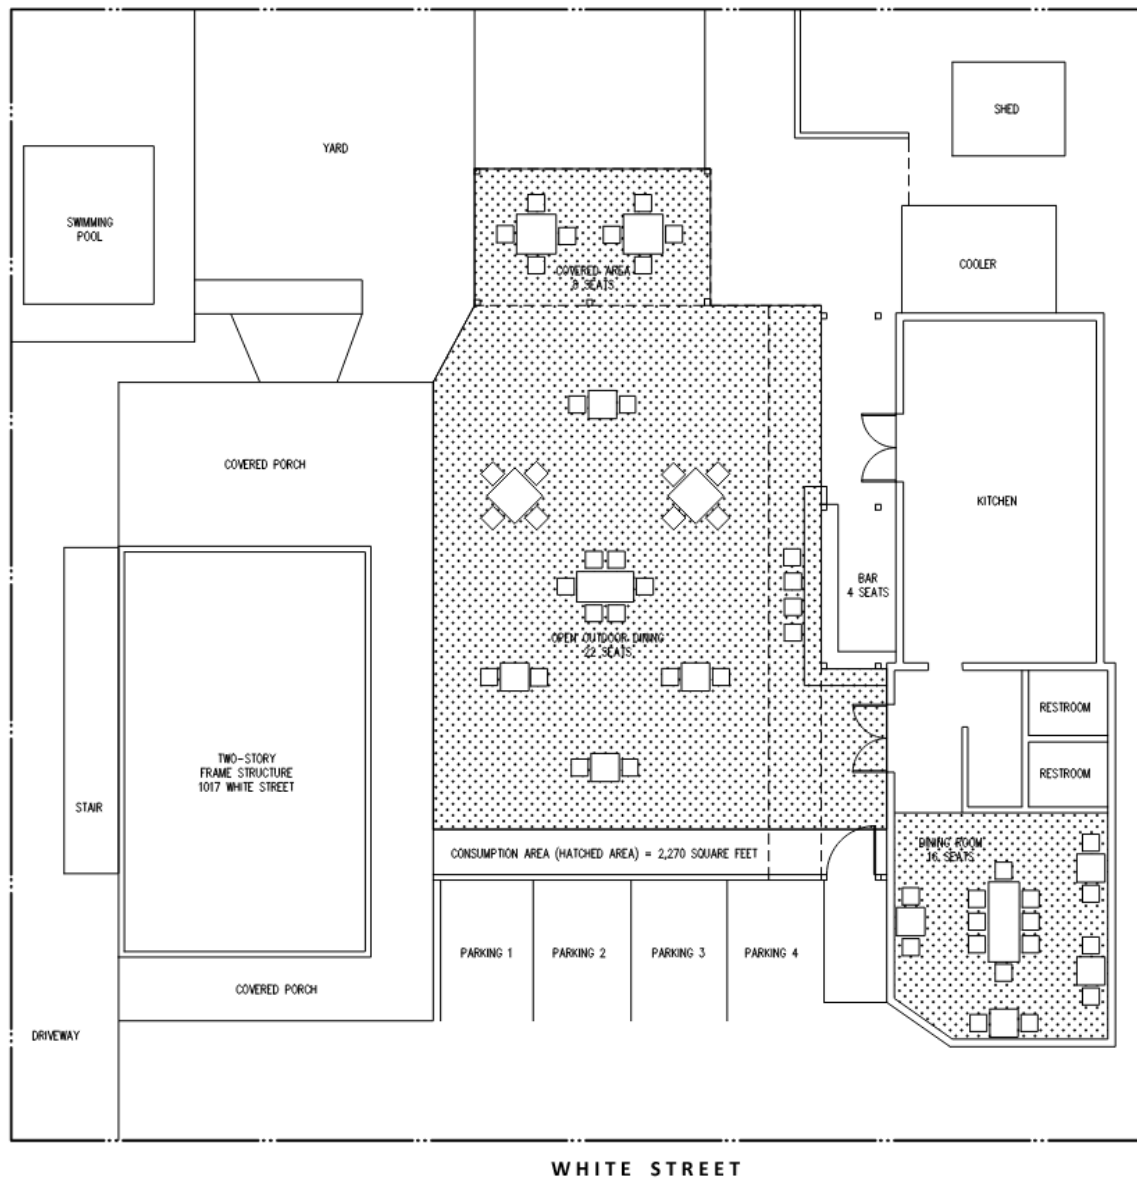 SHED
YARD
SWIMMING
POOL
COOLER
COVERED AREA
8 SEATS
COVERED PORCH
KITCHEN
BAR
4 SEATS
OPEN OUTDOOR DINING
22 SEATS
RESTROOM
TWO-STORY
FRAME STRUCTURE
1017 WHITE STREET
RESTROOM
STAIR
DINING ROOM
16 SEATS
CONSUMPTION AREA (HATCHED AREA) = 2,270 SQUARE FEET
PARKING 1
PARKING 2
PARKING 3
PARKING 4
COVERED PORCH
DRIVEWAY
WHITE STREET